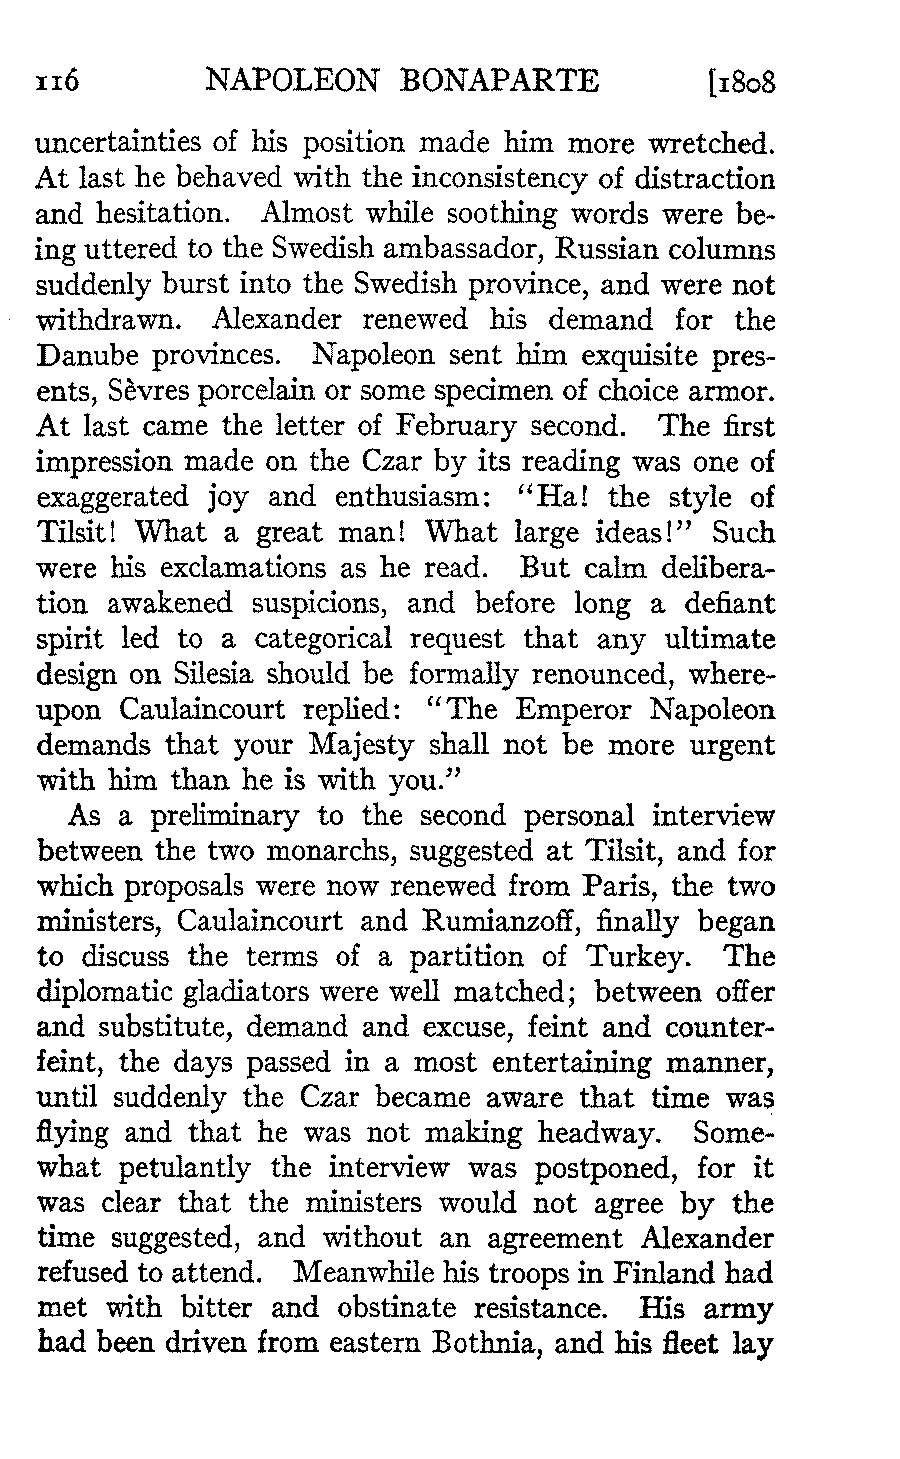 116 NAPOLEON BONAPARTE [1808
uncertainties of his position made him more wretched.
At last he behaved with the inconsistency of distraction
and hesitation. Almost while soothing words were be-
ing uttered to the Swedish ambassador, Russian columns
suddenly burst into the Swedish province, and were not
withdrawn. Alexander renewed his demand for the
Danube provinces. Napoleon sent him exquisite pres-
ents, Sèvres porcelain or some specimen of choice armor.
At last came the letter of February second. The first
impression made on the Czar by its reading was one of
exaggerated joy and enthusiasm: "Ha! the style of
Tilsit! What a great man! What large ideas!" Such
were his exclamations as he read. But calm delibera-
tion awakened suspicions, and before long a defiant
spirit led to a categorical request that any ultimate
design on Silesia should be formally renounced, where-
upon Caulaincourt replied: "The Emperor Napoleon
demands that your Majesty shall not be more urgent
with him than he is with you."
As a preliminary to the second personal interview
between the two monarchs, suggested at Tilsit, and for
which proposals were now renewed from Paris, the two
ministers, Caulaincourt and Rumianzoff, finally began
to discuss the terms of a partition of Turkey. The
diplomatic gladiators were well matched; between offer
and substitute, demand and excuse, feint and counter-
feint, the days passed in a most entertaining manner,
until suddenly the Czar became aware that time was
flying and that he was not making headway. Some-
what petulantly the interview was postponed, for it
was clear that the ministers would not agree by the
time suggested, and without an agreement Alexander
refused to attend. Meanwhile his troops in Finland had
met with bitter and obstinate resistance. His army
had been driven from eastern Bothnia, and his fleet lay